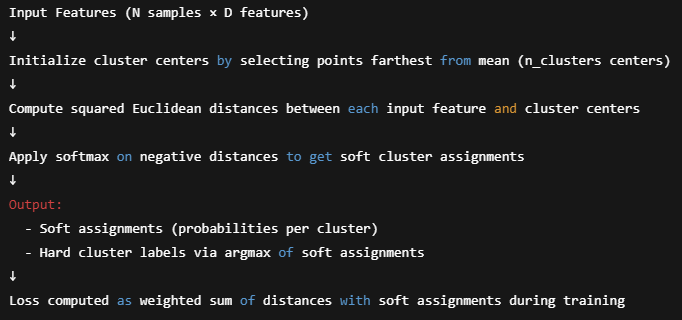 Input Features (N samples × D features)
↓
Initialize cluster centers by selecting points farthest from mean (n_clusters centers)
↓
Compute squared Euclidean distances between each input feature and cluster centers
↓
Apply softmax on negative distances to get soft cluster assignments
↓
Output:
- Soft assignments (probabilities per cluster)
- Hard cluster labels via argmax of soft assignments
↓
Loss computed as weighted sum of distances with soft assignments during training